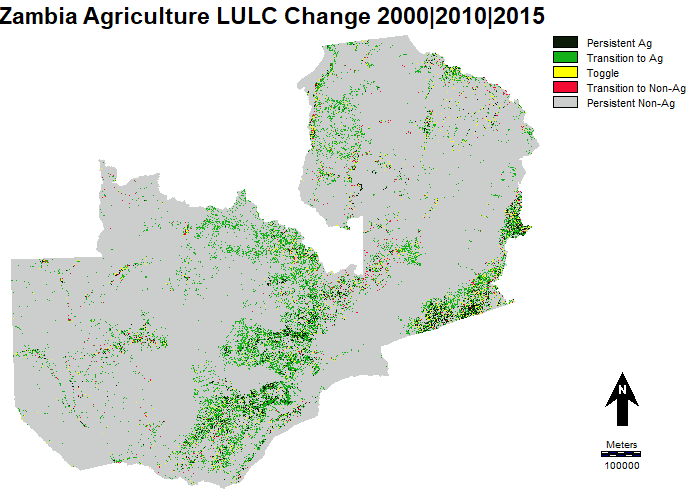 Zambia Agriculture LULC Change 2000|2010|2015
Persistent Ag
Transition to Ag
Toggle
Transition to Non-Ag
Persistent Non-Ag
N
Meters
100000